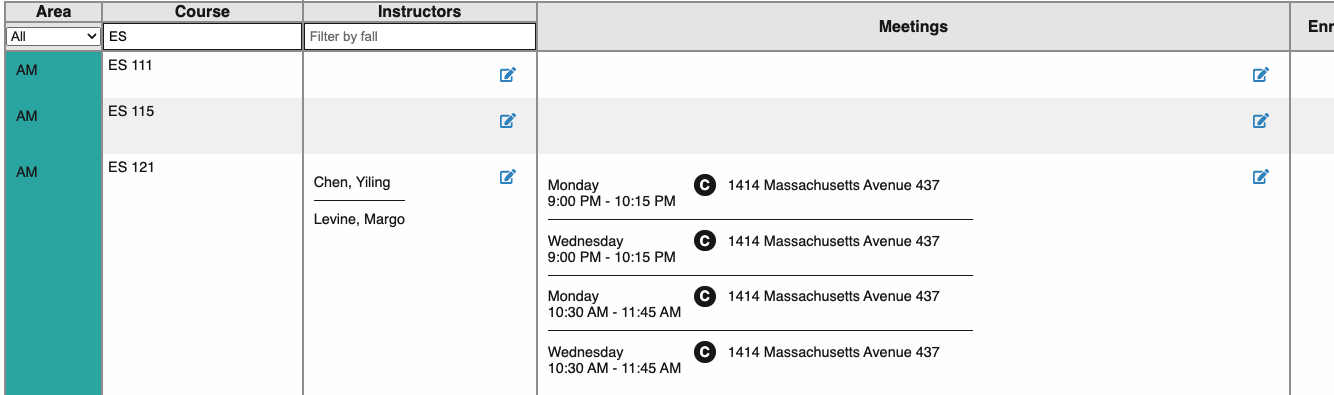 Area Course Instructors Meetings Enr
All ES Filter by fall
AM ES 111
AM ES 115
AM ES 121
Chen, Yiling
Levine, Margo
Monday C 1414 Massachusetts Avenue 437
9:00 PM - 10:15 PM
Wednesday C 1414 Massachusetts Avenue 437
9:00 PM - 10:15 PM
Monday C 1414 Massachusetts Avenue 437
10:30 AM - 11:45 AM
Wednesday C 1414 Massachusetts Avenue 437
10:30 AM - 11:45 AM